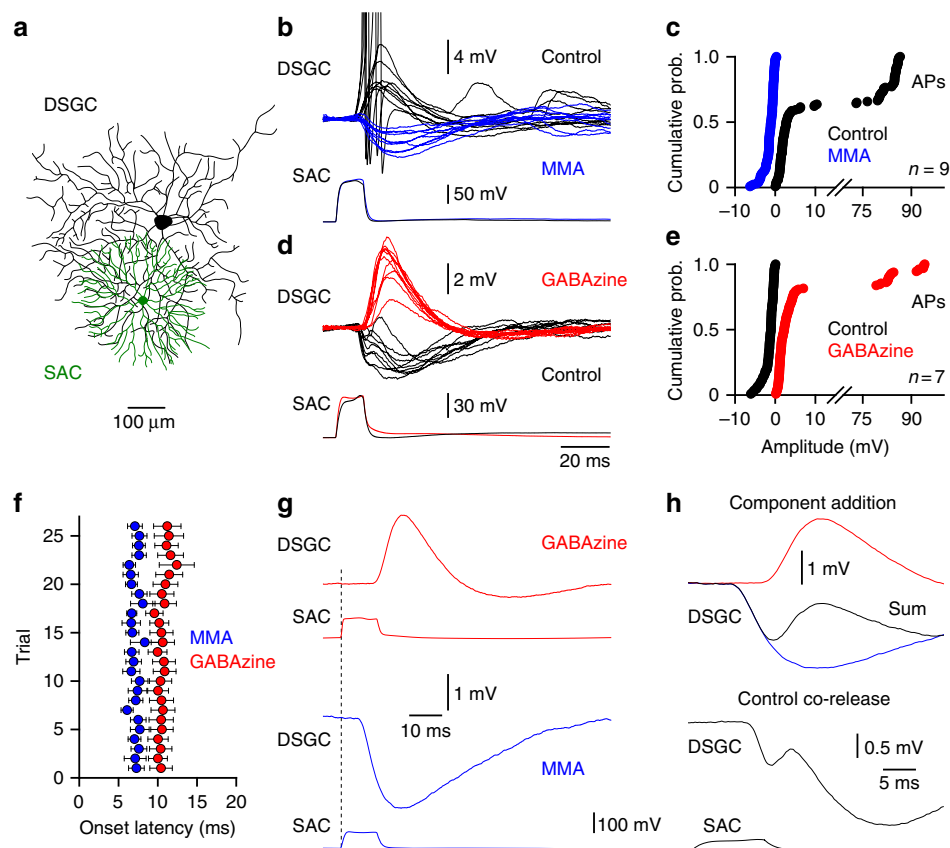 a
DSGC
SAC
100 μm
b
DSGC
4 mV
Control
MMA
SAC
50 mV
c
Cumulative prob.
1.0
0.5
0
APs
Control
MMA
n = 9
–10 0 10 75 90
d
DSGC
2 mV
GABAzine
Control
SAC
30 mV
20 ms
e
Cumulative prob.
1.0
0.5
0
APs
Control
GABAzine
n = 7
–10 0 10 75 90
Amplitude (mV)
f
Trial
25
20
15
10
5
0
MMA
GABAzine
0 5 10 15 20
Onset latency (ms)
g
DSGC
GABAzine
SAC
1 mV
10 ms
DSGC
MMA
SAC
100 mV
h
Component addition
1 mV
DSGC
Sum
Control co-release
DSGC
0.5 mV
5 ms
SAC